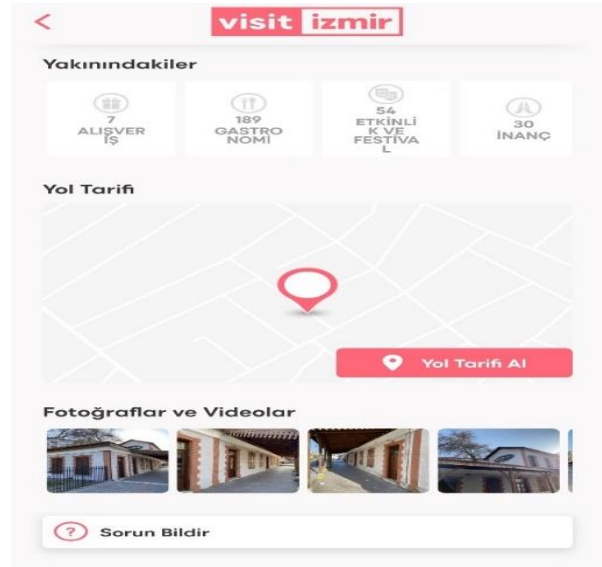 visit izmir
Yakınındakiler
7
ALIŞVER
İŞ
189
GASTRO
NOMİ
54
ETKİNLİ
K VE
FESTİVA
L
30
İNANÇ
Yol Tarifi
Yol Tarifi Al
Fotoğraflar ve Videolar
? Sorun Bildir